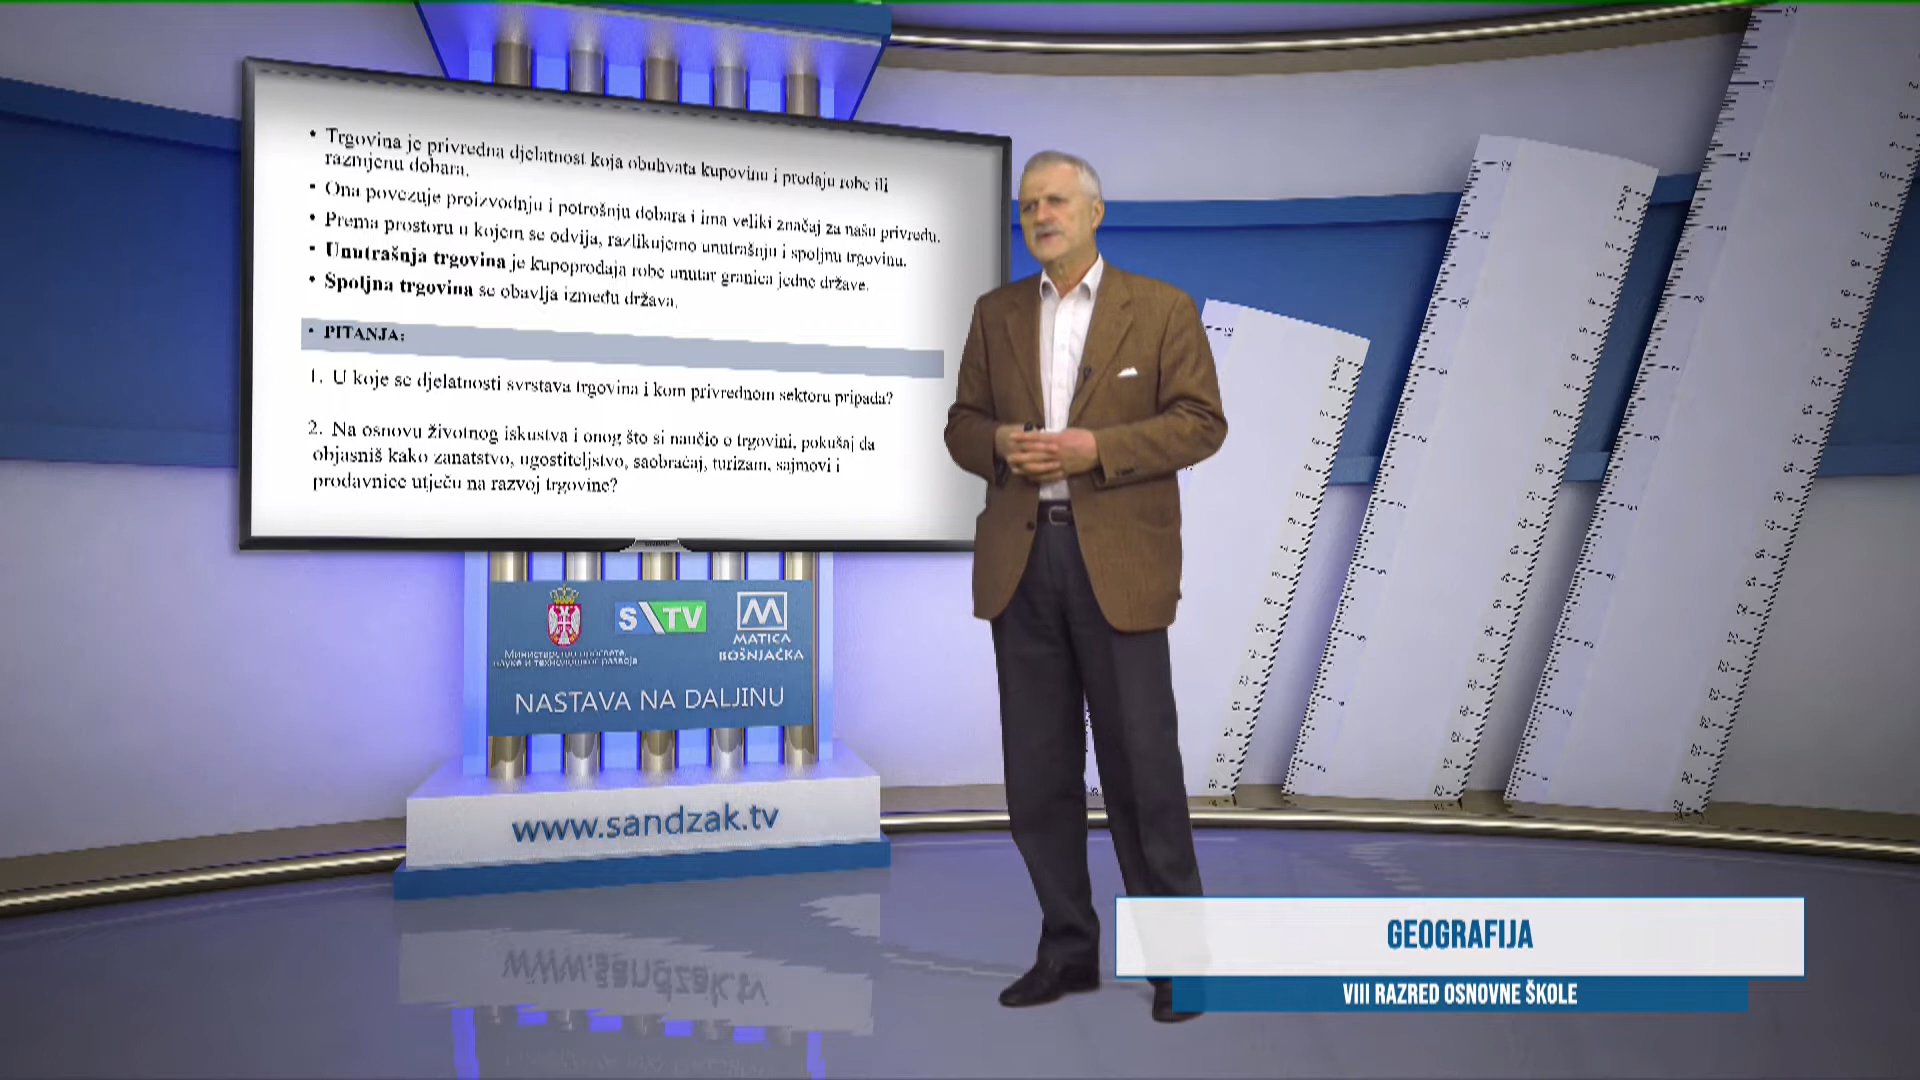 • Trgovina je privredna djelatnost koja obuhvata kupovinu i prodaju robe ili
razmjenu dobara.
• Ona povezuje proizvodnju i potrošnju dobara i ima veliki značaj za našu privredu.
• Prema prostoru u kojem se odvija, razlikujemo unutrašnju i spoljnu trgovinu.
• Unutrašnja trgovina je kupoprodaja robe unutar granica jedne države.
• Spoljna trgovina se obavlja između država.
• PITANJA:
1. U koje se djelatnosti svrstava trgovina i kom privrednom sektoru pripada?
2. Na osnovu životnog iskustva i onog što si naučio o trgovini, pokušaj da
objasniš kako zanatstvo, ugostiteljstvo, saobraćaj, turizam, sajmovi i
prodavnice utječu na razvoj trgovine?
Министарство просвете,
науке и технолошког развоја
S TV
MATICA
BOŠNJAČKA
NASTAVA NA DALJINU
www.sandzak.tv
GEOGRAFIJA
VIII RAZRED OSNOVNE ŠKOLE